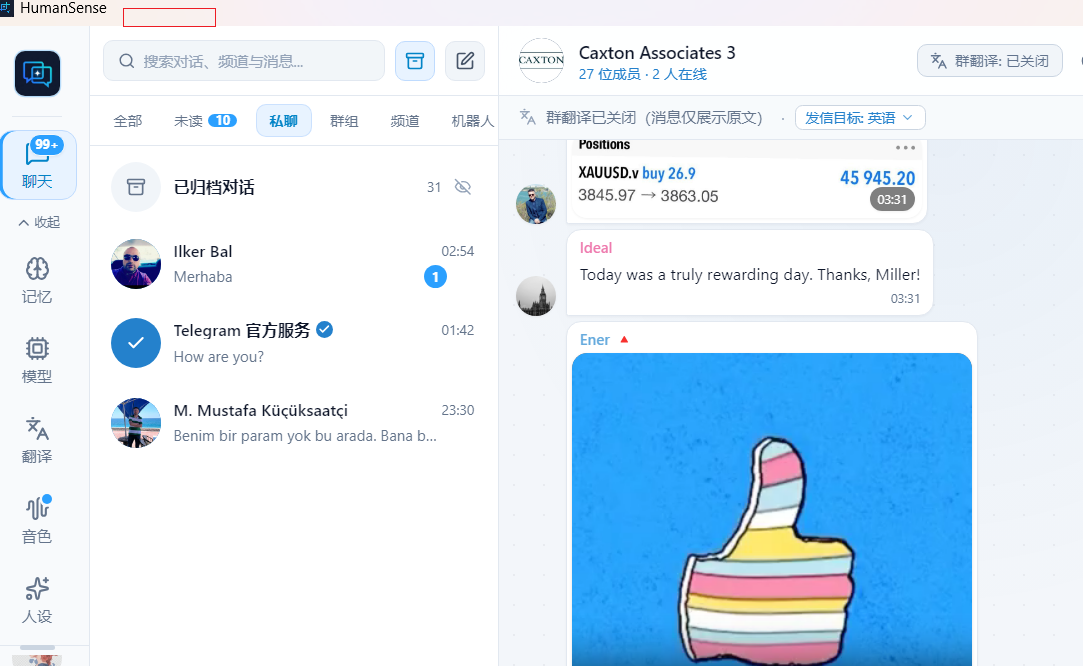 HumanSense
搜索对话、频道与消息...
99+
聊天
收起
记忆
模型
翻译
音色
人设
全部
未读 10
私聊
群组
频道
机器人
已归档对话
31
Ilker Bal
02:54
Merhaba
1
Telegram 官方服务
01:42
How are you?
M. Mustafa Küçüksaatçi
23:30
Benim bir param yok bu arada. Bana b...
CAXTON
Caxton Associates 3
27 位成员 · 2 人在线
群翻译: 已关闭
群翻译已关闭（消息仅展示原文） · 发信目标: 英语
Positions
XAUUSD.v buy 26.9
45 945.20
3845.97 → 3863.05
03:31
Ideal
Today was a truly rewarding day. Thanks, Miller!
03:31
Ener